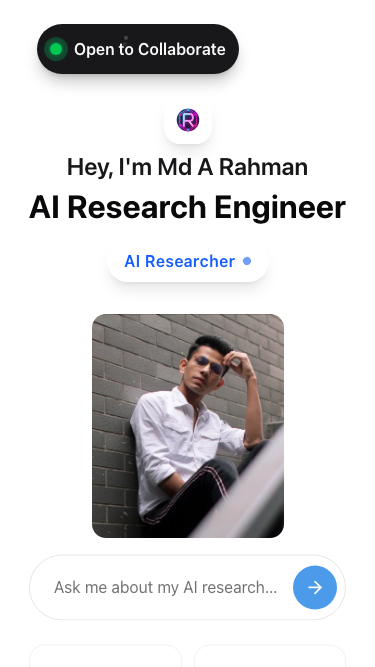 Open to Collaborate
R
Hey, I'm Md A Rahman
AI Research Engineer
AI Researcher
Ask me about my AI research...